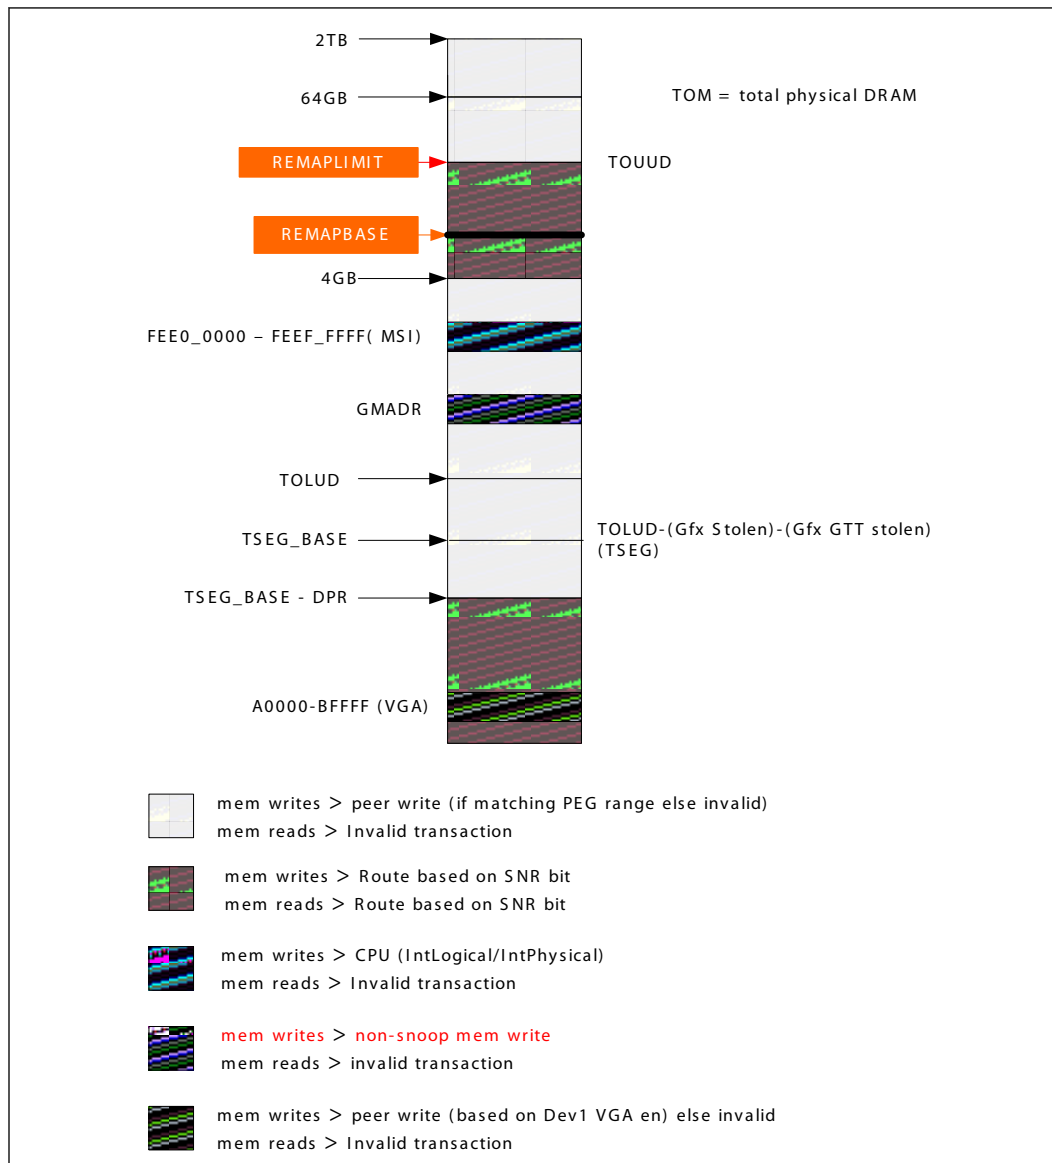 2TB
64GB
TOM = total physical DRAM
REMAPLIMIT
TOUUD
REMAPBASE
4GB
FEE0_0000 – FEEF_FFFF( MSI)
GMADR
TOLUD
TSEG_BASE
TOLUD-(Gfx Stolen)-(Gfx GTT stolen)
(TSEG)
TSEG_BASE - DPR
A0000-BFFFF (VGA)
mem writes > peer write (if matching PEG range else invalid)
mem reads > Invalid transaction
mem writes > Route based on SNR bit
mem reads > Route based on SNR bit
mem writes > CPU (IntLogical/IntPhysical)
mem reads > Invalid transaction
mem writes > non-snoop mem write
mem reads > invalid transaction
mem writes > peer write (based on Dev1 VGA en) else invalid
mem reads > Invalid transaction